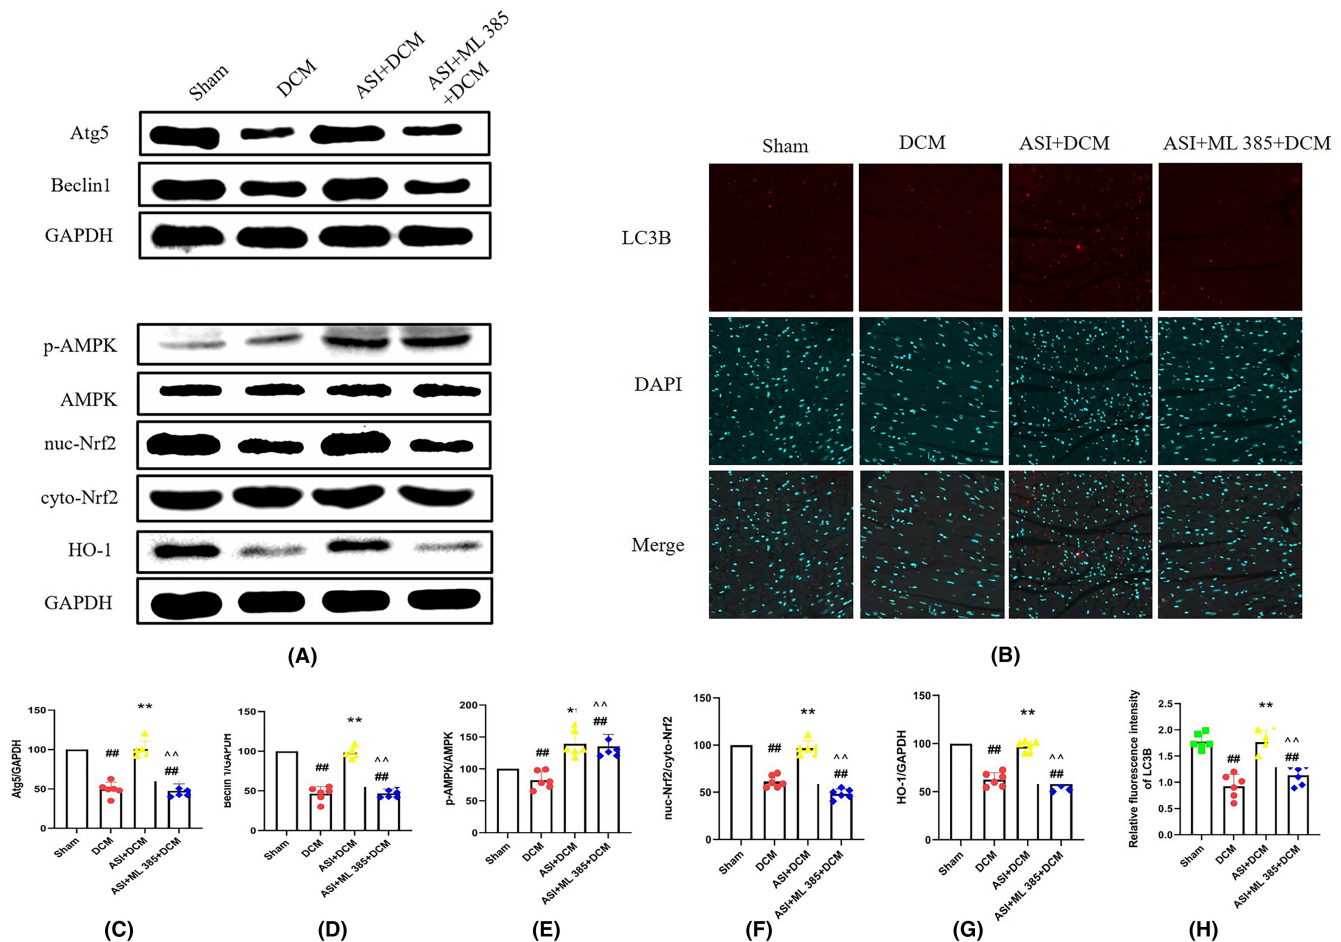 Sham
DCM
ASI+DCM
ASI+ML 385
+DCM
Atg5
Beclin1
GAPDH
p-AMPK
AMPK
nuc-Nrf2
cyto-Nrf2
HO-1
GAPDH
(A)
Sham
DCM
ASI+DCM
ASI+ML 385+DCM
LC3B
DAPI
Merge
(B)
Atg5/GAPDH
150
100
50
0
##
**
^^
##
Sham
DCM
ASI+DCM
ASI+ML 385+DCM
(C)
Beclin 1/GAPDH
150
100
50
0
##
**
^^
##
Sham
DCM
ASI+DCM
ASI+ML 385+DCM
(D)
p-AMPK/AMPK
200
150
100
50
0
##
*
^^
##
Sham
DCM
ASI+DCM
ASI+ML 385+DCM
(E)
nuc-Nrf2/cyto-Nrf2
150
100
50
0
##
**
^^
##
Sham
DCM
ASI+DCM
ASI+ML 385+DCM
(F)
HO-1/GAPDH
150
100
50
0
##
**
^^
##
Sham
DCM
ASI+DCM
ASI+ML 385+DCM
(G)
Relative fluorescence intensity
of LC3B
2.5
2.0
1.5
1.0
0.5
0.0
##
**
^^
##
Sham
DCM
ASI+DCM
ASI+ML 385+DCM
(H)